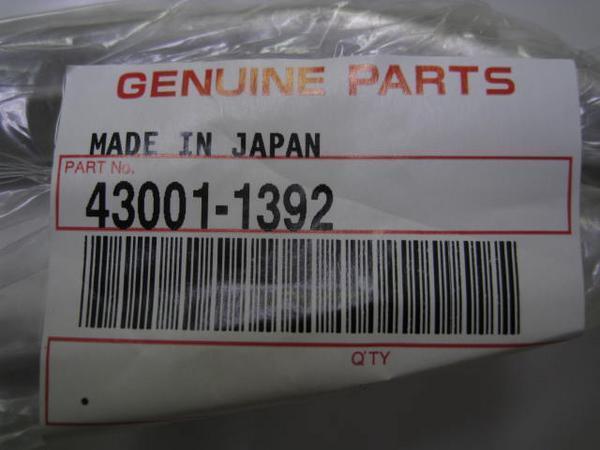 GENUINE PARTS
MADE IN JAPAN
PART No.
43001-1392
Q'TY